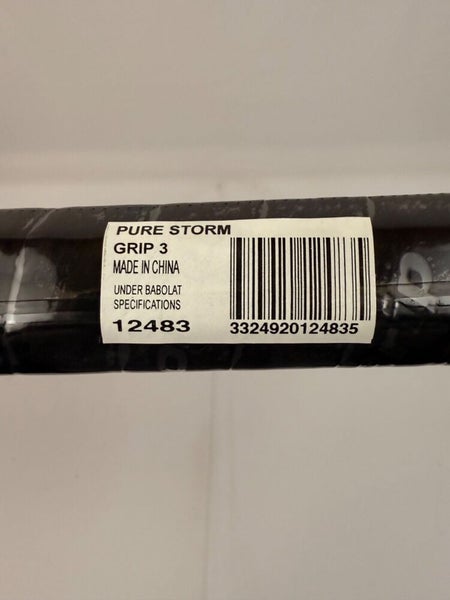 PURE STORM
GRIP 3
MADE IN CHINA
UNDER BABOLAT
SPECIFICATIONS
12483
3324920124835